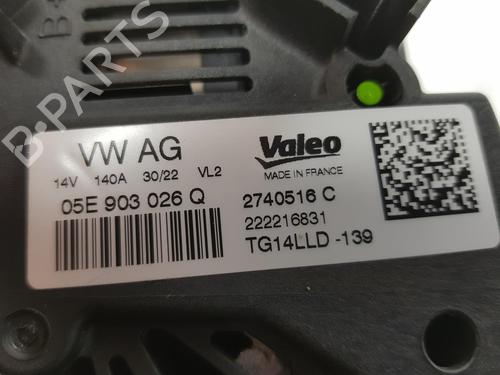 B+
B-PARTS
VW AG
14V 140A 30/22 VL2
05E 903 026 Q
Valeo
MADE IN FRANCE
2740516 C
222216831
TG14LLD -139